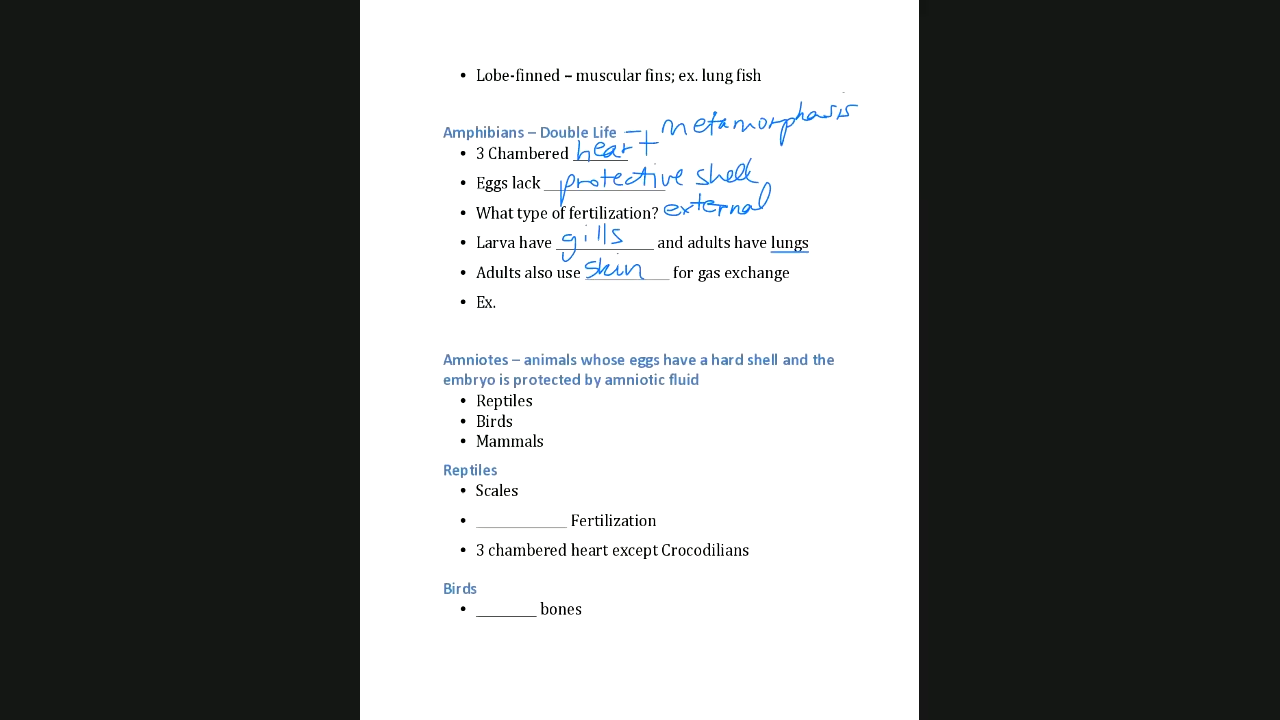 • Lobe-finned – muscular fins; ex. lung fish
Amphibians – Double Life – metamorphasis
• 3 Chambered heart
• Eggs lack protective shell
• What type of fertilization? external
• Larva have gills and adults have lungs
• Adults also use skin for gas exchange
• Ex.
Amniotes – animals whose eggs have a hard shell and the
embryo is protected by amniotic fluid
• Reptiles
• Birds
• Mammals
Reptiles
• Scales
• ____________ Fertilization
• 3 chambered heart except Crocodilians
Birds
• ________ bones